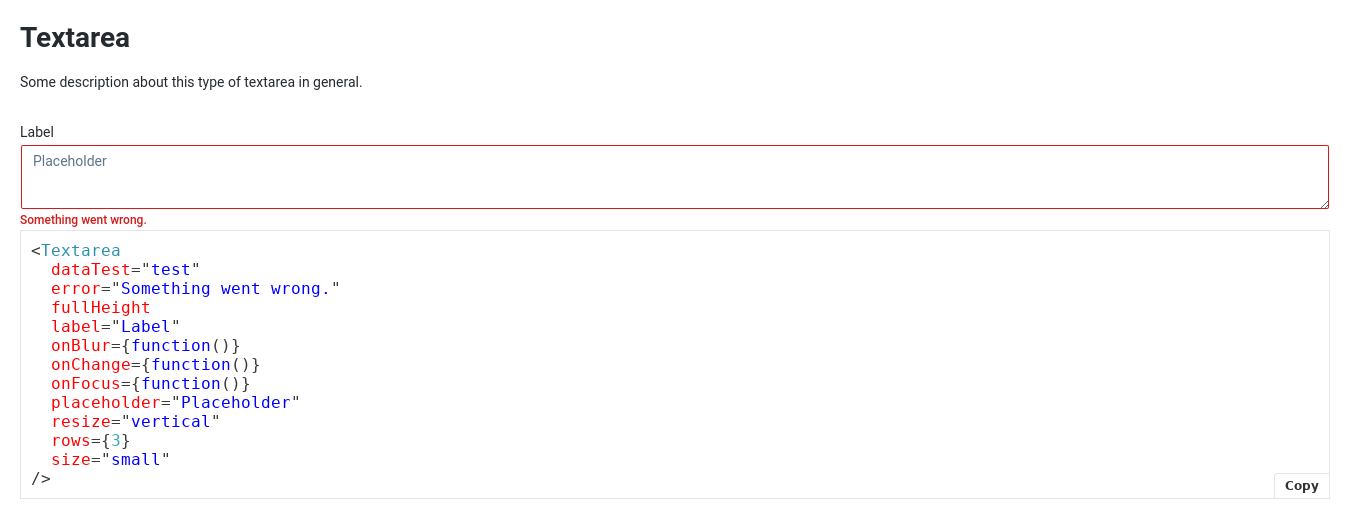 Textarea
Some description about this type of textarea in general.
Label
Placeholder
Something went wrong.
<Textarea
  dataTest="test"
  error="Something went wrong."
  fullHeight
  label="Label"
  onBlur={function()}
  onChange={function()}
  onFocus={function()}
  placeholder="Placeholder"
  resize="vertical"
  rows={3}
  size="small"
/>
Copy